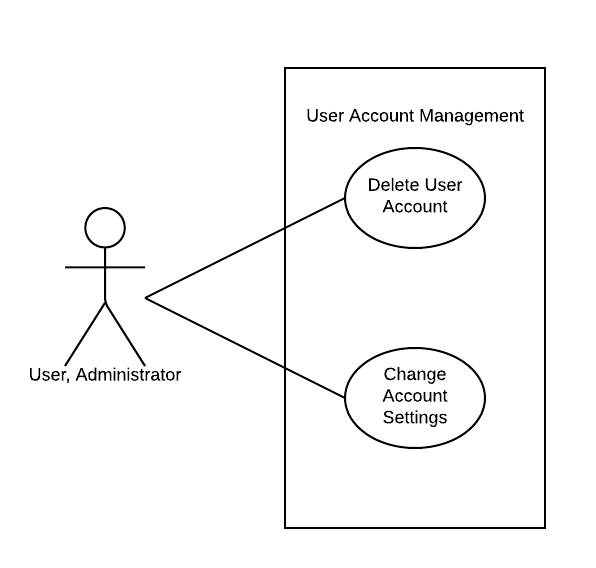 User Account Management
Delete User
Account
User, Administrator
Change
Account
Settings